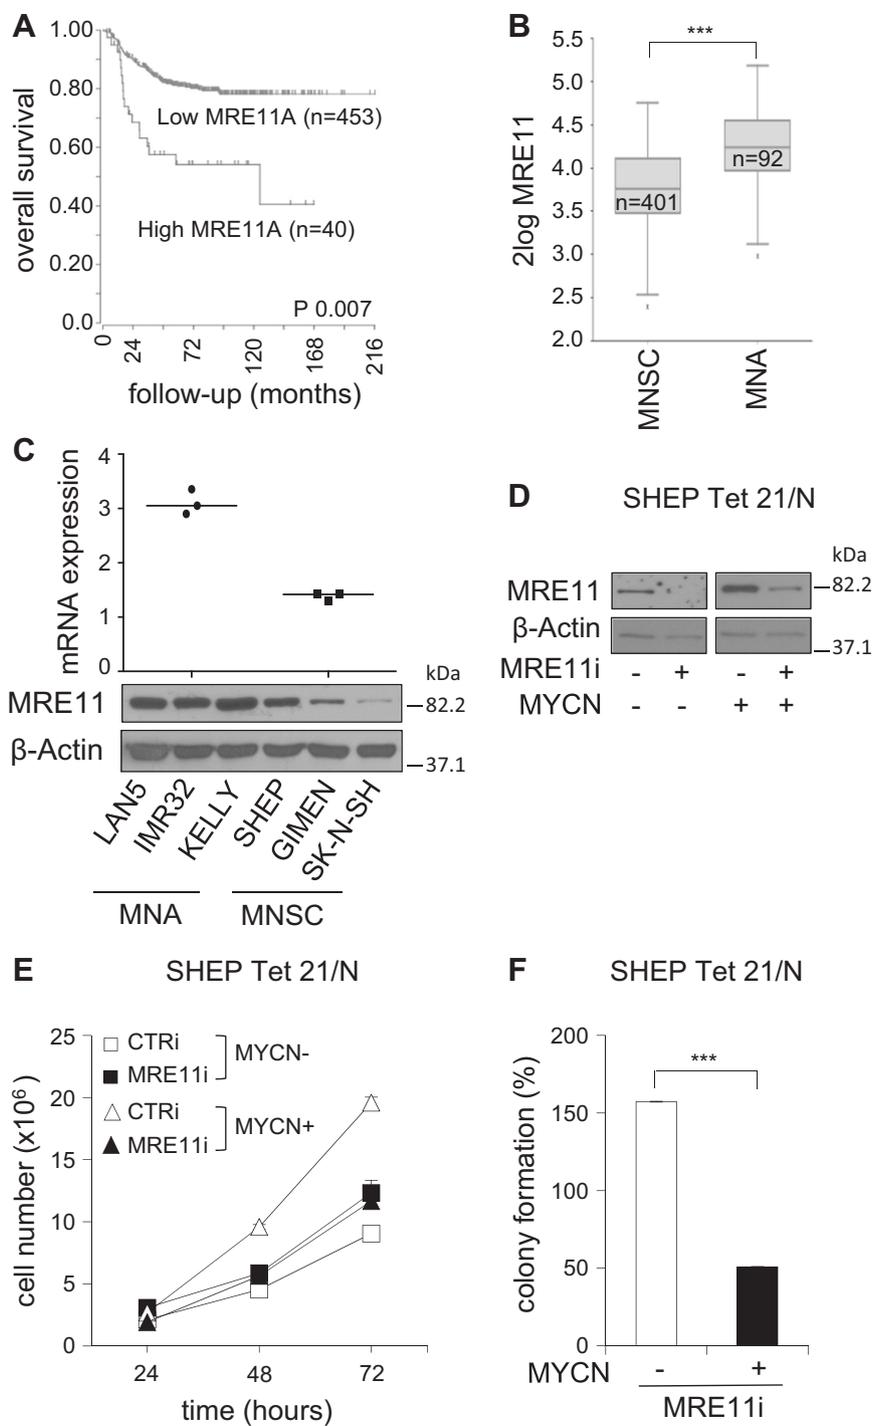 A
1.00
0.80
0.60
0.40
0.20
0.0
overall survival
Low MRE11A (n=453)
High MRE11A (n=40)
P 0.007
0 24 72 120 168 216
follow-up (months)
B
5.5
5.0
4.5
4.0
3.5
3.0
2.5
2.0
2log MRE11
***
n=401
n=92
MNSC MNA
C
4
3
2
1
0
mRNA expression
kDa
MRE11
82.2
β-Actin
37.1
LAN5 IMR32 KELLY SHEP GIMEN SK-N-SH
MNA MNSC
D SHEP Tet 21/N
kDa
MRE11
82.2
β-Actin
37.1
MRE11i - + - +
MYCN - - + +
E SHEP Tet 21/N
25
20
15
10
5
0
cell number (x10⁶)
CTRi
MRE11i
MYCN-
CTRi
MRE11i
MYCN+
24 48 72
time (hours)
F SHEP Tet 21/N
200
150
100
50
0
colony formation (%)
***
MYCN - +
MRE11i